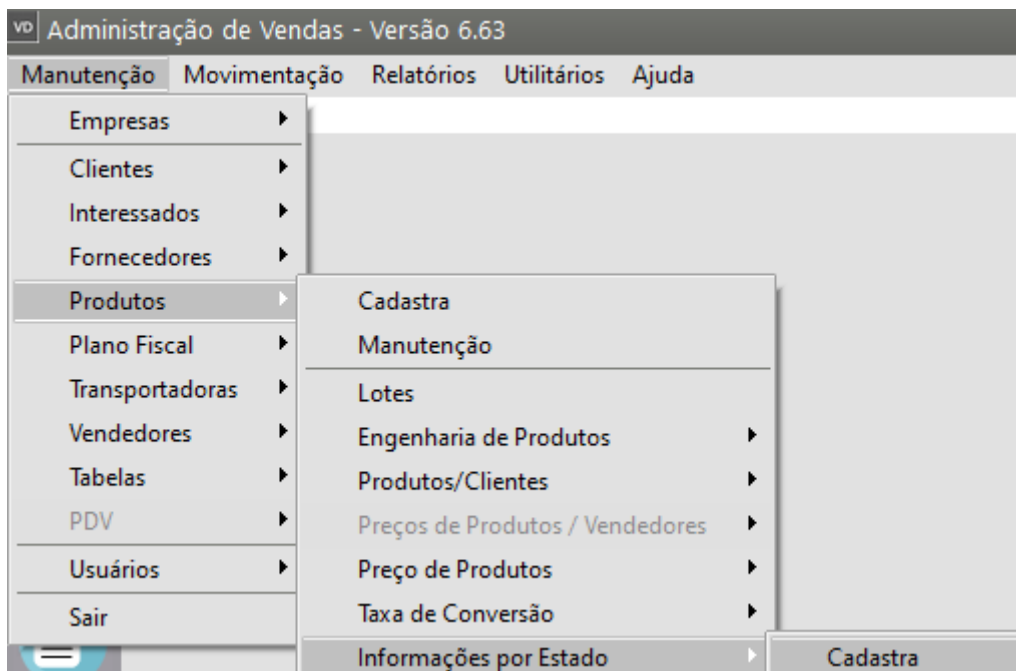 VD Administração de Vendas - Versão 6.63
Manutenção Movimentação Relatórios Utilitários Ajuda
Empresas
Clientes
Interessados
Fornecedores
Produtos
Plano Fiscal
Transportadoras
Vendedores
Tabelas
PDV
Usuários
Sair
Cadastra
Manutenção
Lotes
Engenharia de Produtos
Produtos/Clientes
Preços de Produtos / Vendedores
Preço de Produtos
Taxa de Conversão
Informações por Estado
Cadastra